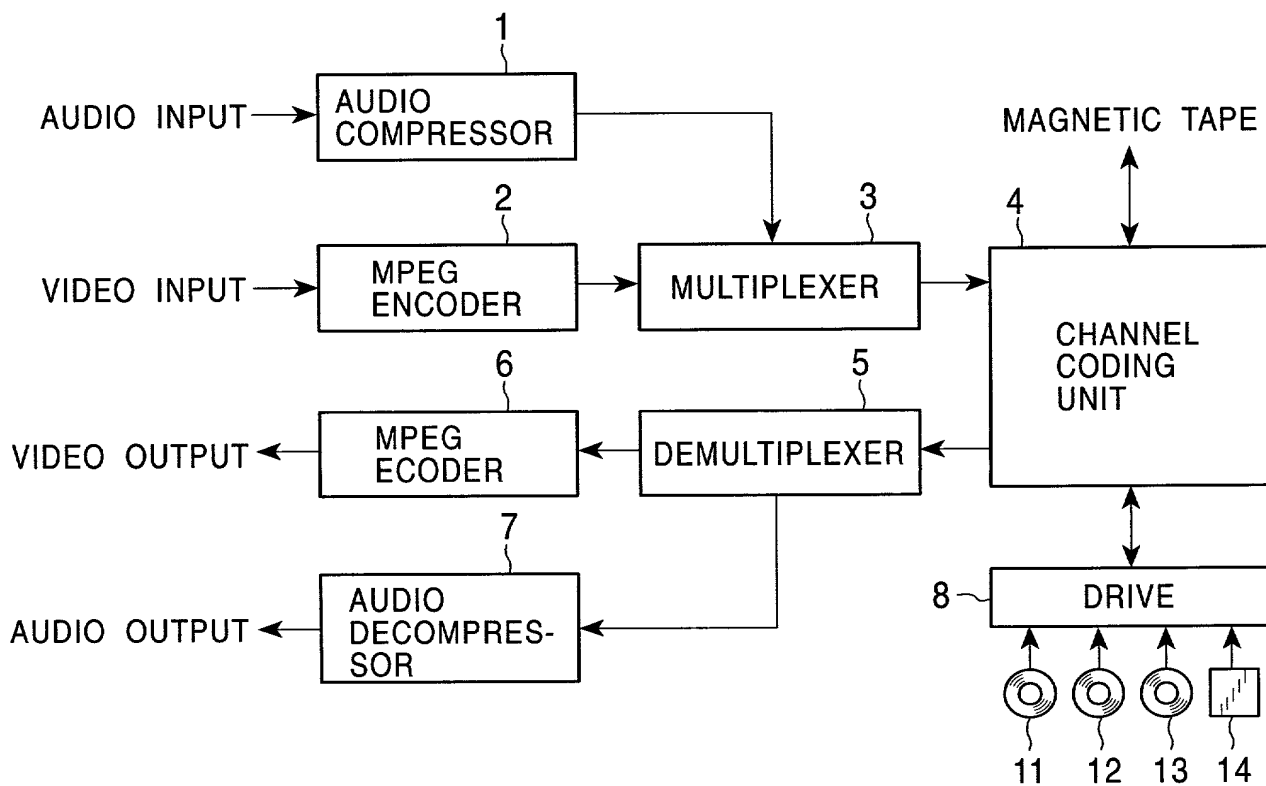 1
AUDIO INPUT
AUDIO
COMPRESSOR
MAGNETIC TAPE
2
3
4
VIDEO INPUT
MPEG
ENCODER
MULTIPLEXER
CHANNEL
CODING
UNIT
6
5
VIDEO OUTPUT
MPEG
ECODER
DEMULTIPLEXER
7
AUDIO OUTPUT
AUDIO
DECOMPRES-
SOR
8
DRIVE
11
12
13
14